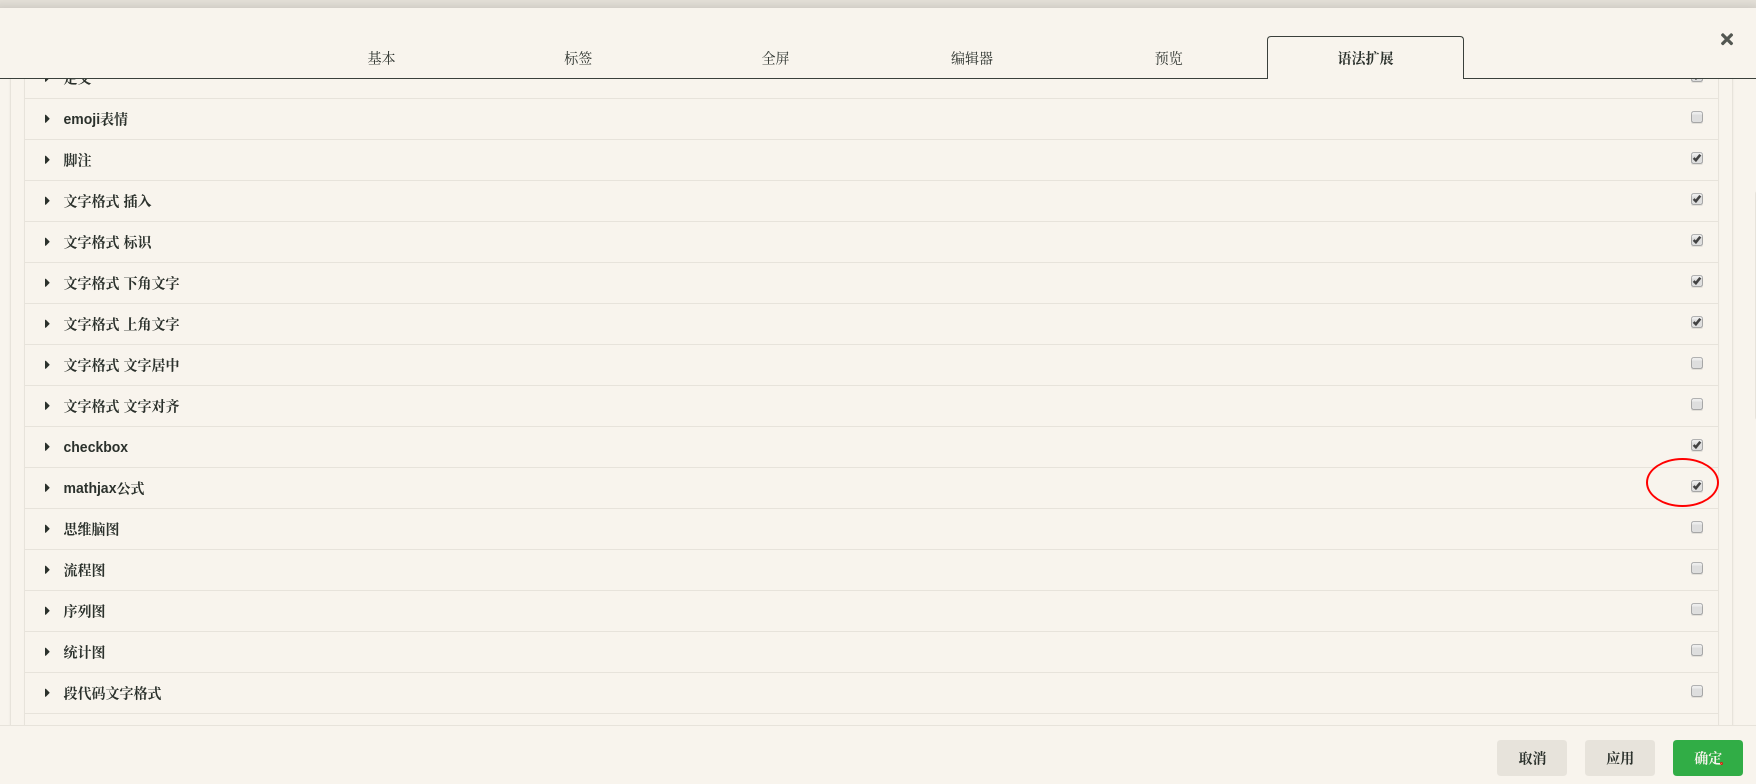 基本 标签 全屏 编辑器 预览 语法扩展
定义
emoji表情
脚注
文字格式 插入
文字格式 标识
文字格式 下角文字
文字格式 上角文字
文字格式 文字居中
文字格式 文字对齐
checkbox
mathjax公式
思维脑图
流程图
序列图
统计图
段代码文字格式
取消 应用 确定